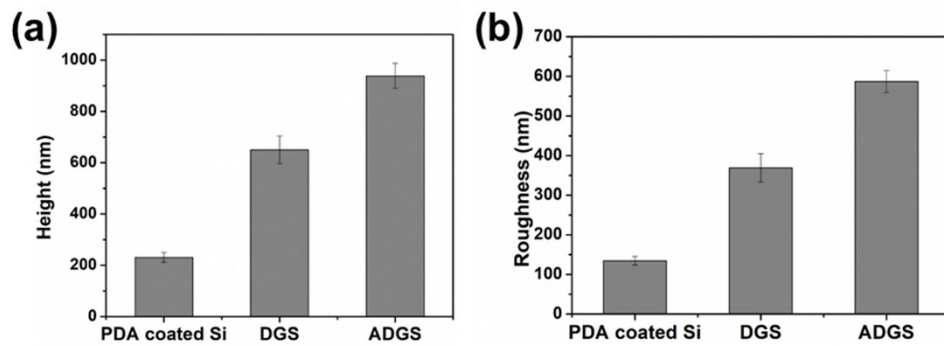 (a)
1000
800
600
400
200
0
Height (nm)
PDA coated Si DGS ADGS
(b)
700
600
500
400
300
200
100
0
Roughness (nm)
PDA coated Si DGS ADGS